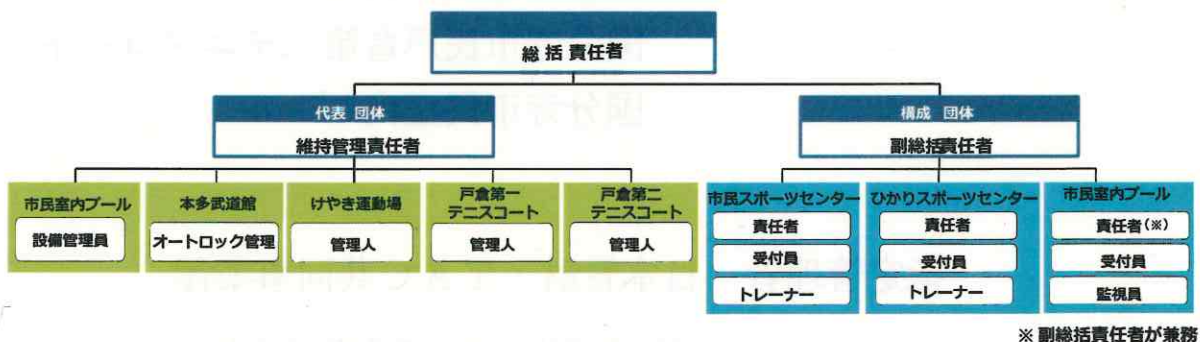 総括責任者
代表 団体
維持管理責任者
構成 団体
副総括責任者
市民室内プール
設備管理員
本多武道館
オートロック管理
けやき運動場
管理人
戸倉第一
テニスコート
管理人
戸倉第二
テニスコート
管理人
市民スポーツセンター
責任者
受付員
トレーナー
ひかりスポーツセンター
責任者
受付員
トレーナー
市民室内プール
責任者(※)
受付員
監視員
※ 副総括責任者が兼務